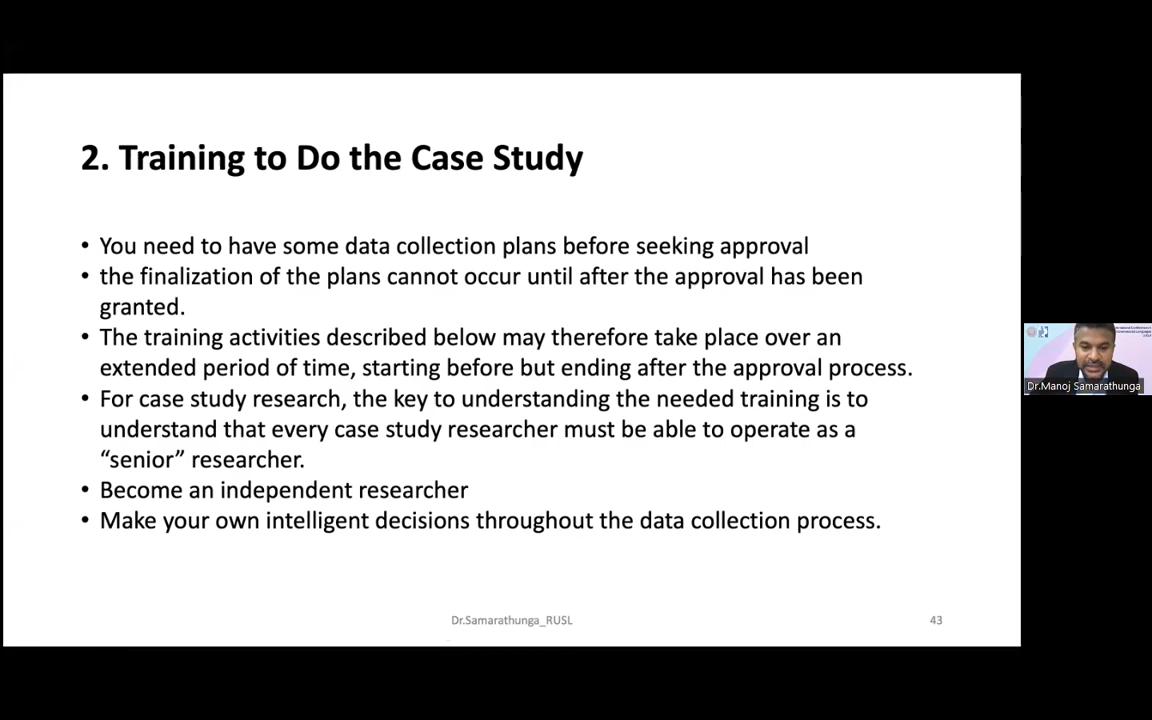 2. Training to Do the Case Study
• You need to have some data collection plans before seeking approval
• the finalization of the plans cannot occur until after the approval has been
granted.
• The training activities described below may therefore take place over an
extended period of time, starting before but ending after the approval process.
• For case study research, the key to understanding the needed training is to
understand that every case study researcher must be able to operate as a
“senior” researcher.
• Become an independent researcher
• Make your own intelligent decisions throughout the data collection process.
Dr.Samarathunga_RUSL
43
Dr.Manoj Samarathunga